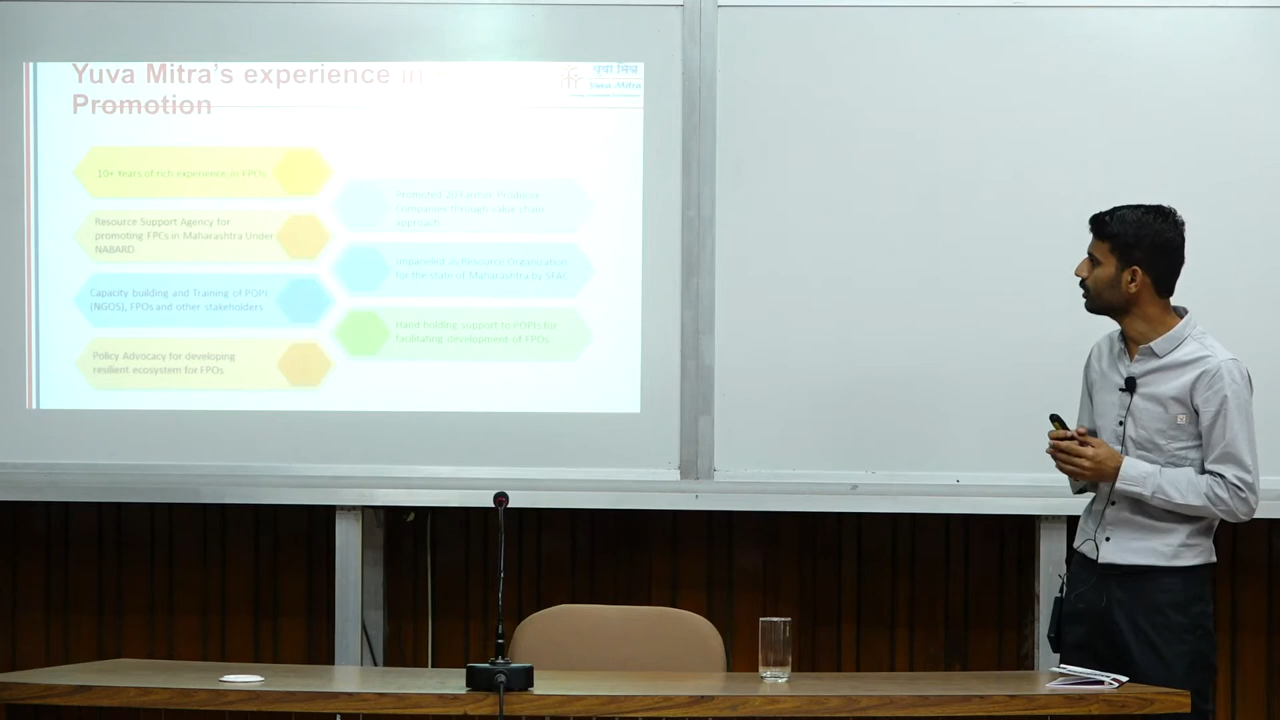 Yuva Mitra's experience in
Promotion
युवा मित्र
Yuva Mitra
10+ Years of rich experience in FPOs
Resource Support Agency for
promoting FPCs in Maharashtra Under
NABARD
Capacity building and Training of POPI
(NGOS), FPOs and other stakeholders
Policy Advocacy for developing
resilient ecosystem for FPOs
Promoted 20 Farmer Producer
companies through value chain
approach
Impaneled as Resource Organization
for the state of Maharashtra by SFAC
Hand holding support to POPIs for
facilitating development of FPOs